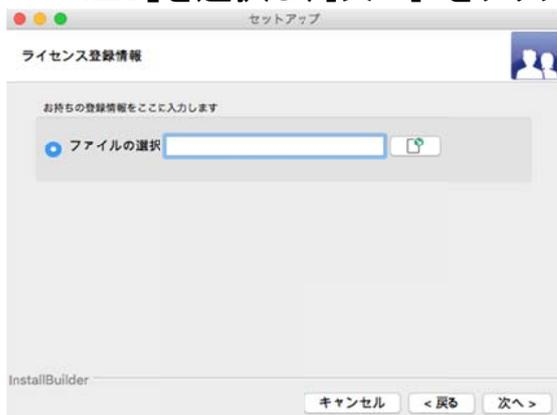 セットアップ
ライセンス登録情報
お持ちの登録情報をここに入力します
ファイルの選択
InstallBuilder
キャンセル
< 戻る
次へ >